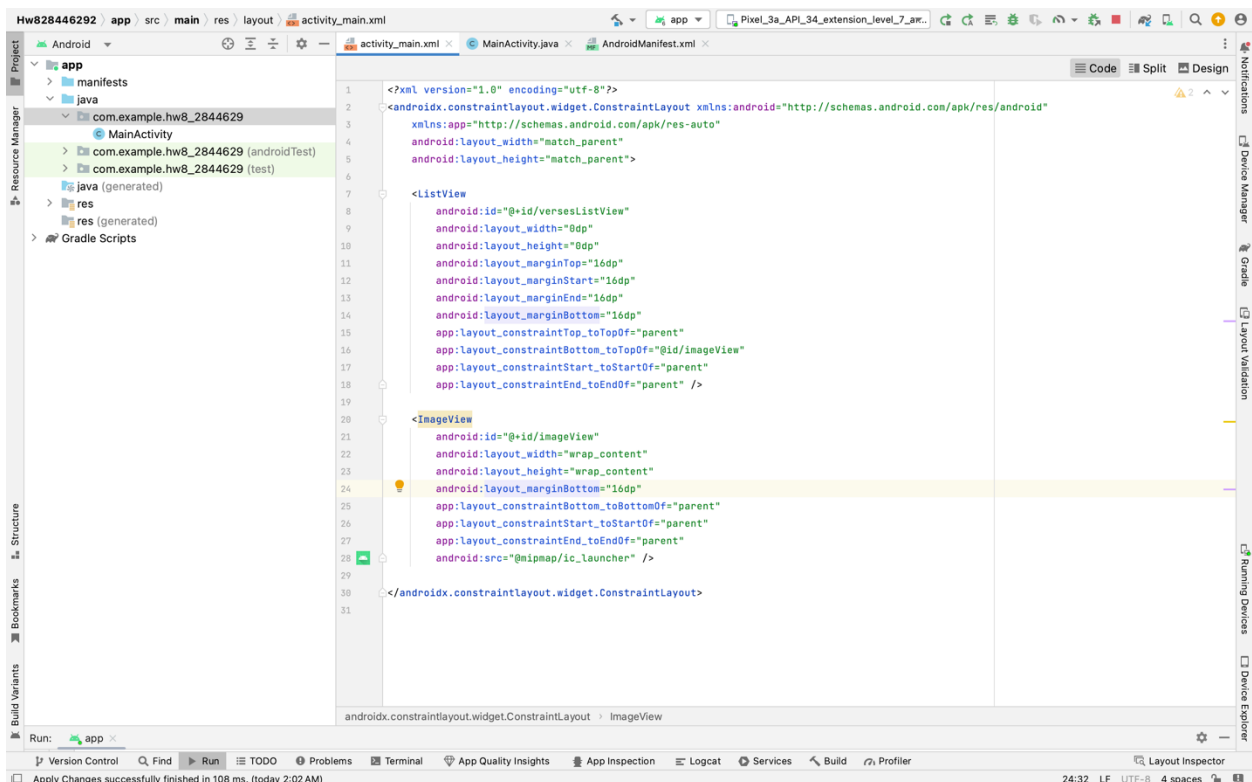 Hw828446292 > app > src > main > res > layout > activity_main.xml
app
Pixel_3a_API_34_extension_level_7_ar..
Project
Resource Manager
Structure
Bookmarks
Build Variants
Android
app
manifests
java
com.example.hw8_2844629
MainActivity
com.example.hw8_2844629 (androidTest)
com.example.hw8_2844629 (test)
java (generated)
res
res (generated)
Gradle Scripts
activity_main.xml
MainActivity.java
AndroidManifest.xml
Code Split Design
2
1 <?xml version="1.0" encoding="utf-8"?>
2 <androidx.constraintlayout.widget.ConstraintLayout xmlns:android="http://schemas.android.com/apk/res/android"
3 xmlns:app="http://schemas.android.com/apk/res-auto"
4 android:layout_width="match_parent"
5 android:layout_height="match_parent">
6
7 <ListView
8 android:id="@+id/versesListView"
9 android:layout_width="0dp"
10 android:layout_height="0dp"
11 android:layout_marginTop="16dp"
12 android:layout_marginStart="16dp"
13 android:layout_marginEnd="16dp"
14 android:layout_marginBottom="16dp"
15 app:layout_constraintTop_toTopOf="parent"
16 app:layout_constraintBottom_toTopOf="@id/imageView"
17 app:layout_constraintStart_toStartOf="parent"
18 app:layout_constraintEnd_toEndOf="parent" />
19
20 <ImageView
21 android:id="@+id/imageView"
22 android:layout_width="wrap_content"
23 android:layout_height="wrap_content"
24 android:layout_marginBottom="16dp"
25 app:layout_constraintBottom_toBottomOf="parent"
26 app:layout_constraintStart_toStartOf="parent"
27 app:layout_constraintEnd_toEndOf="parent"
28 android:src="@mipmap/ic_launcher" />
29
30 </androidx.constraintlayout.widget.ConstraintLayout>
31
androidx.constraintlayout.widget.ConstraintLayout > ImageView
Notifications
Device Manager
Gradle
Layout Validation
Running Devices
Device Explorer
Run: app
Version Control Find Run TODO Problems Terminal App Quality Insights App Inspection Logcat Services Build Profiler Layout Inspector
Apply Changes successfully finished in 108 ms. (today 2:02 AM) 24:32 LF UTF-8 4 spaces